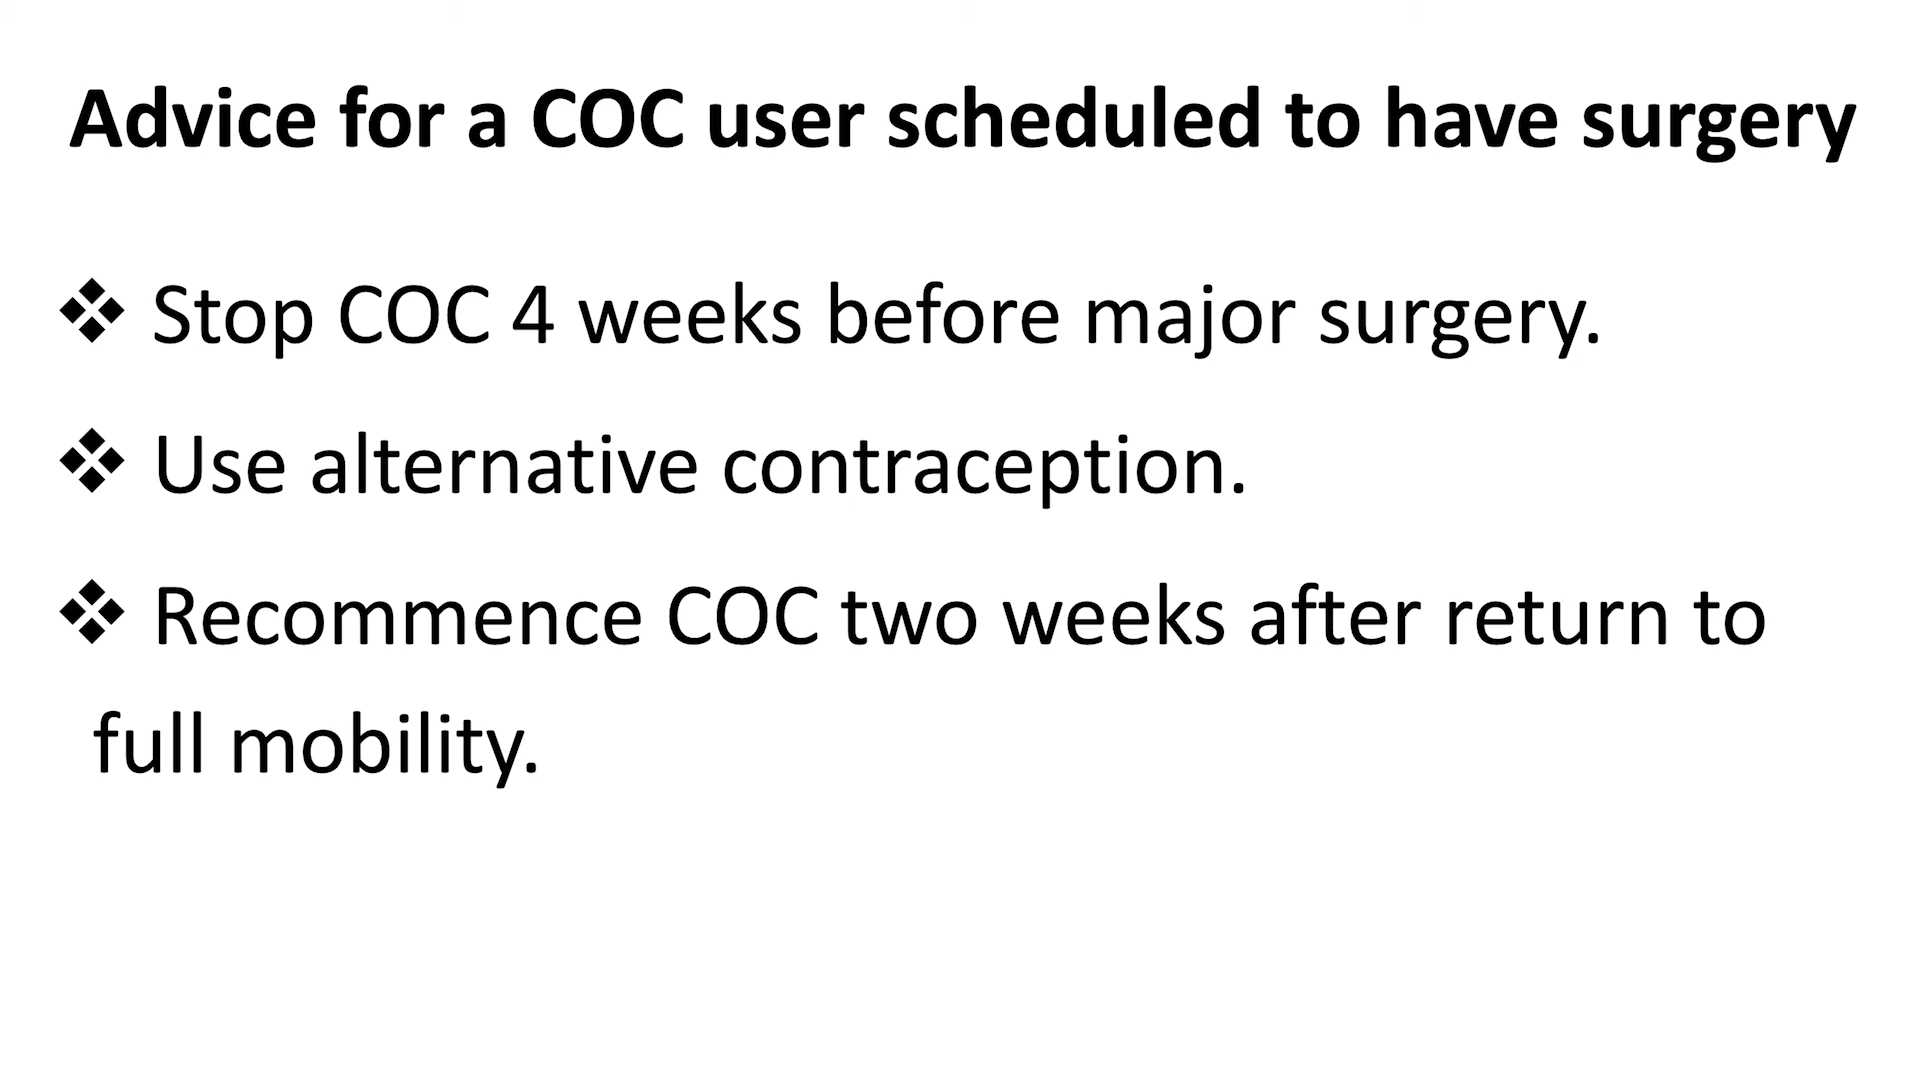 Advice for a COC user scheduled to have surgery
❖ Stop COC 4 weeks before major surgery.
❖ Use alternative contraception.
❖ Recommence COC two weeks after return to
full mobility.